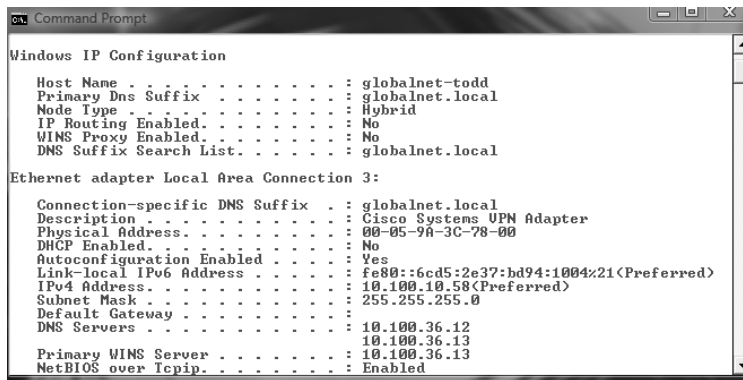 Command Prompt
Windows IP Configuration
Host Name . . . . . . . . . . . . : globalnet-todd
Primary Dns Suffix . . . . . . . : globalnet.local
Node Type . . . . . . . . . . . . : Hybrid
IP Routing Enabled. . . . . . . . : No
WINS Proxy Enabled. . . . . . . . : No
DNS Suffix Search List. . . . . . : globalnet.local
Ethernet adapter Local Area Connection 3:
Connection-specific DNS Suffix . : globalnet.local
Description . . . . . . . . . . . : Cisco Systems VPN Adapter
Physical Address. . . . . . . . . : 00-05-9A-3C-78-00
DHCP Enabled. . . . . . . . . . . : No
Autoconfiguration Enabled . . . . : Yes
Link-local IPv6 Address . . . . . : fe80::6cd5:2e37:bd94:1004%21(Preferred)
IPv4 Address. . . . . . . . . . . : 10.100.10.58(Preferred)
Subnet Mask . . . . . . . . . . . : 255.255.255.0
Default Gateway . . . . . . . . . :
DNS Servers . . . . . . . . . . . : 10.100.36.12
10.100.36.13
Primary WINS Server . . . . . . . : 10.100.36.13
NetBIOS over Tcpip. . . . . . . . : Enabled